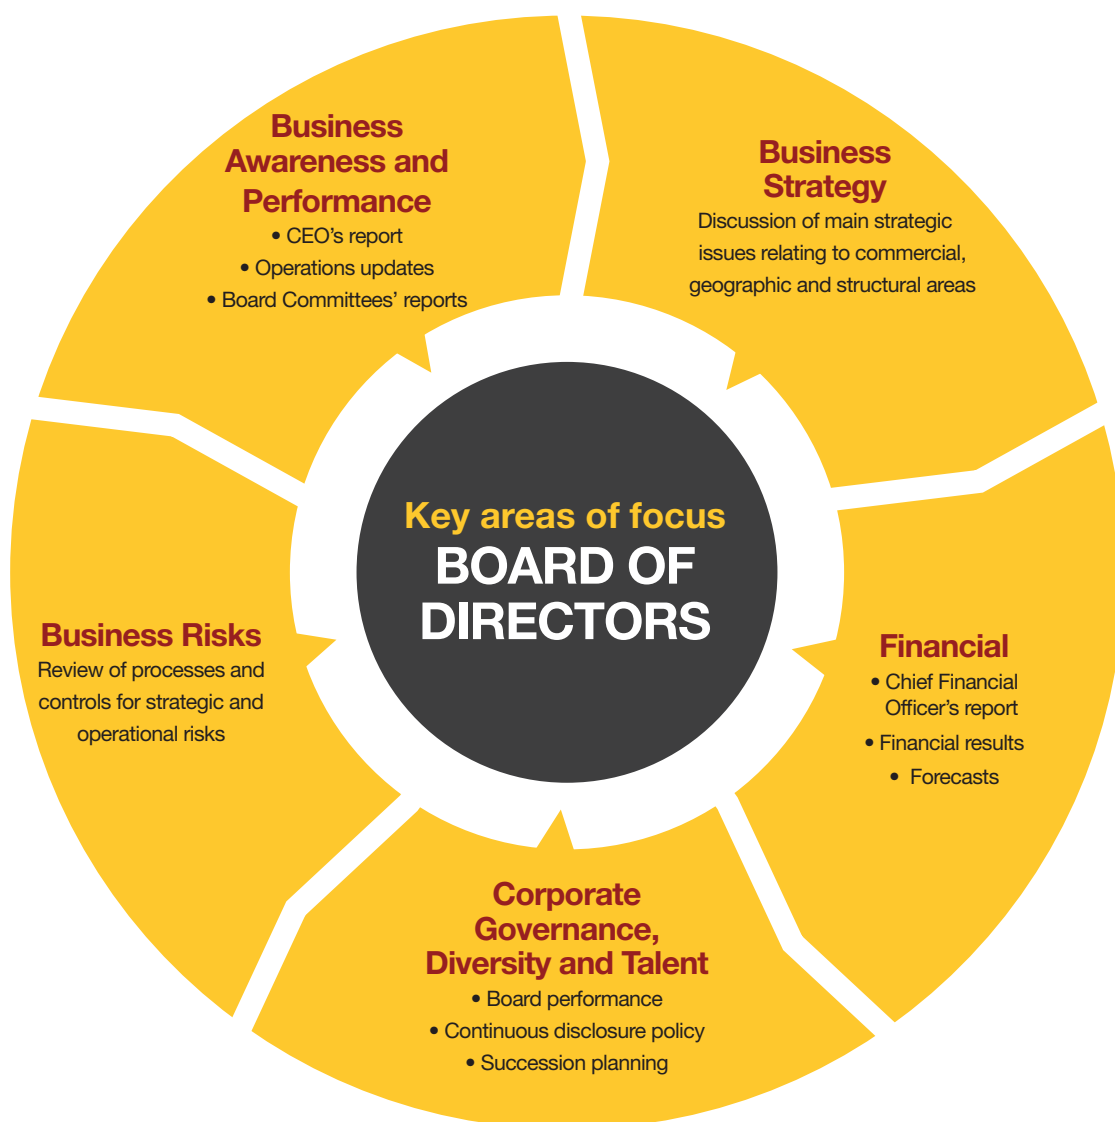 Key areas of focus
BOARD OF
DIRECTORS
Business
Strategy
Discussion of main strategic
issues relating to commercial,
geographic and structural areas
Financial
• Chief Financial
Officer’s report
• Financial results
• Forecasts
Corporate
Governance,
Diversity and Talent
• Board performance
• Continuous disclosure policy
• Succession planning
Business Risks
Review of processes and
controls for strategic and
operational risks
Business
Awareness and
Performance
• CEO’s report
• Operations updates
• Board Committees’ reports